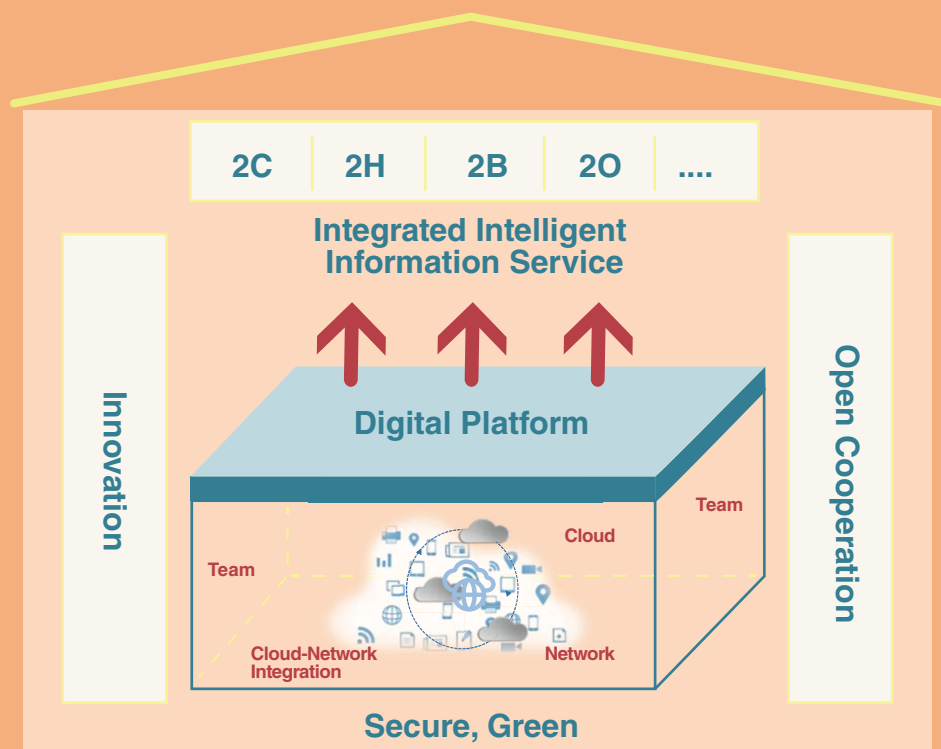 2C 2H 2B 2O ....
Integrated Intelligent
Information Service
Innovation
Open Cooperation
Digital Platform
Team
Cloud
Team
Cloud-Network
Integration
Network
Secure, Green